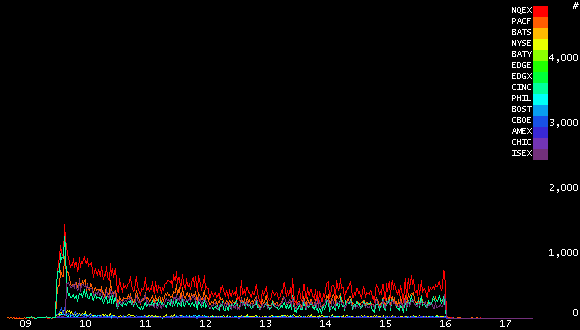 #
NQEX
PACF
BATS
NYSE
BATY
EDGE
EDGX
CINC
PHIL
BOST
CBOE
AMEX
CHIC
ISEX
4,000
3,000
2,000
1,000
0
09 10 11 12 13 14 15 16 17